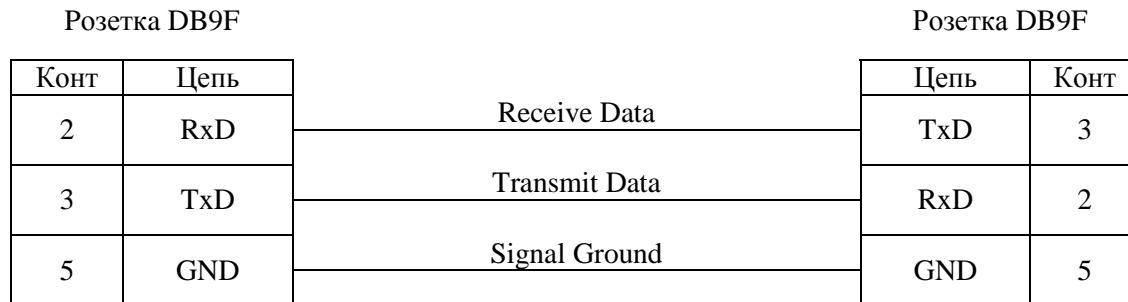 Розетка DB9F Розетка DB9F
Конт Цепь Цепь Конт
2 RxD Receive Data TxD 3
3 TxD Transmit Data RxD 2
5 GND Signal Ground GND 5